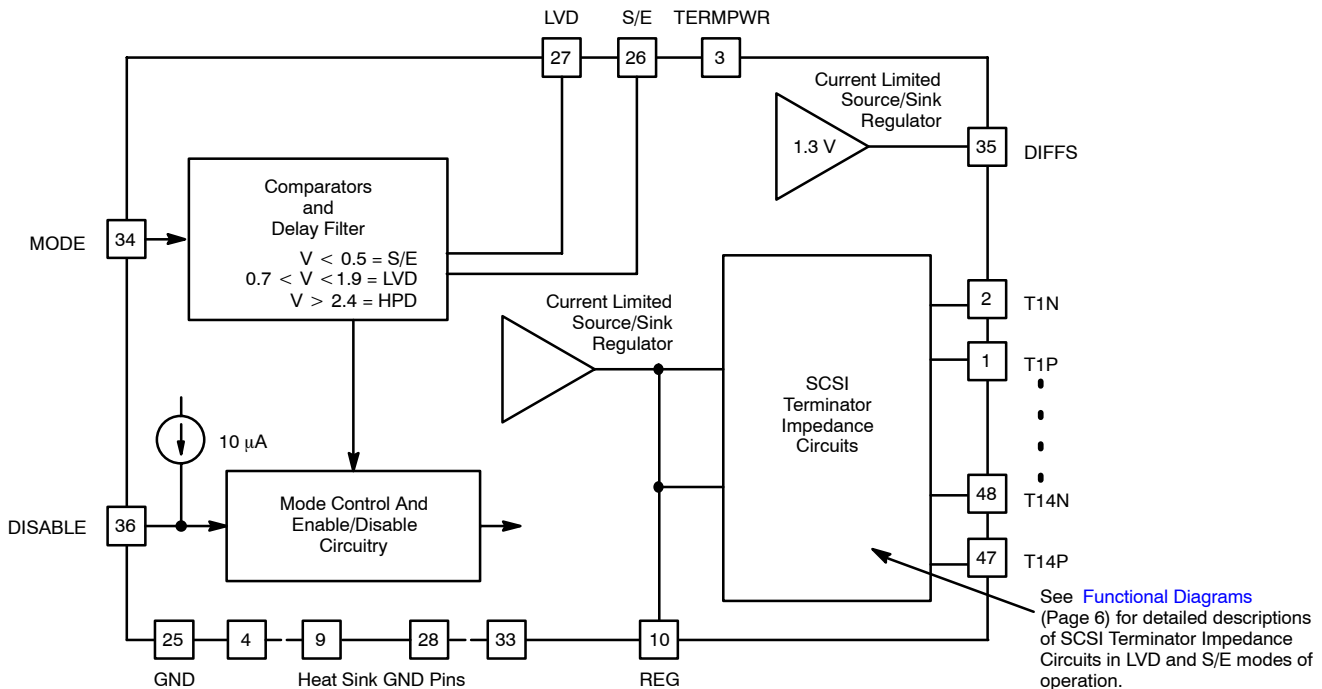 LVD
S/E
TERMPWR
27
26
3
Current Limited
Source/Sink
Regulator
1.3 V
35
DIFFS
Comparators
and
Delay Filter
V < 0.5 = S/E
0.7 < V < 1.9 = LVD
V > 2.4 = HPD
MODE
34
Current Limited
Source/Sink
Regulator
2
T1N
1
T1P
SCSI
Terminator
Impedance
Circuits
10 μA
48
T14N
Mode Control And
Enable/Disable
Circuitry
DISABLE
36
47
T14P
See Functional Diagrams
(Page 6) for detailed descriptions
of SCSI Terminator Impedance
Circuits in LVD and S/E modes of
operation.
25
4
9
28
33
10
GND
Heat Sink GND Pins
REG